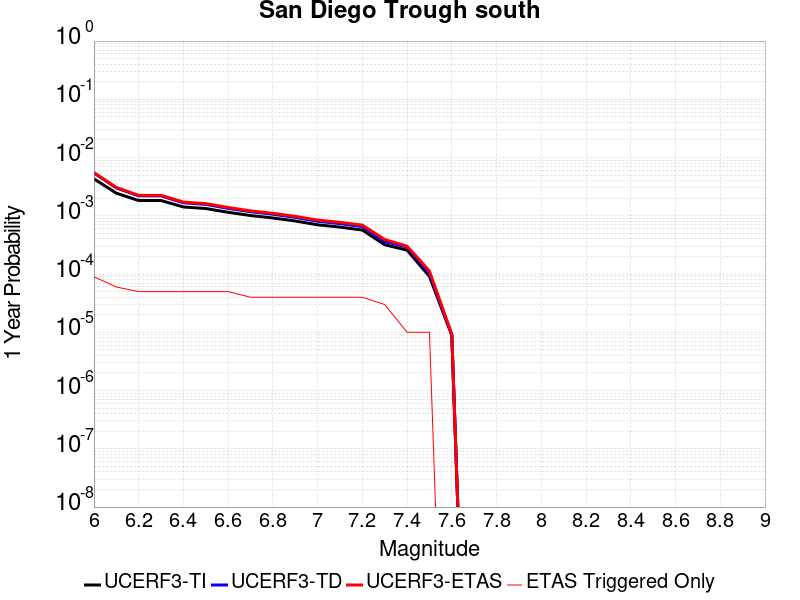 San Diego Trough south
10^0
10^-1
10^-2
10^-3
10^-4
10^-5
10^-6
10^-7
10^-8
1 Year Probability
6 6.2 6.4 6.6 6.8 7 7.2 7.4 7.6 7.8 8 8.2 8.4 8.6 8.8 9
Magnitude
UCERF3-TI UCERF3-TD UCERF3-ETAS ETAS Triggered Only